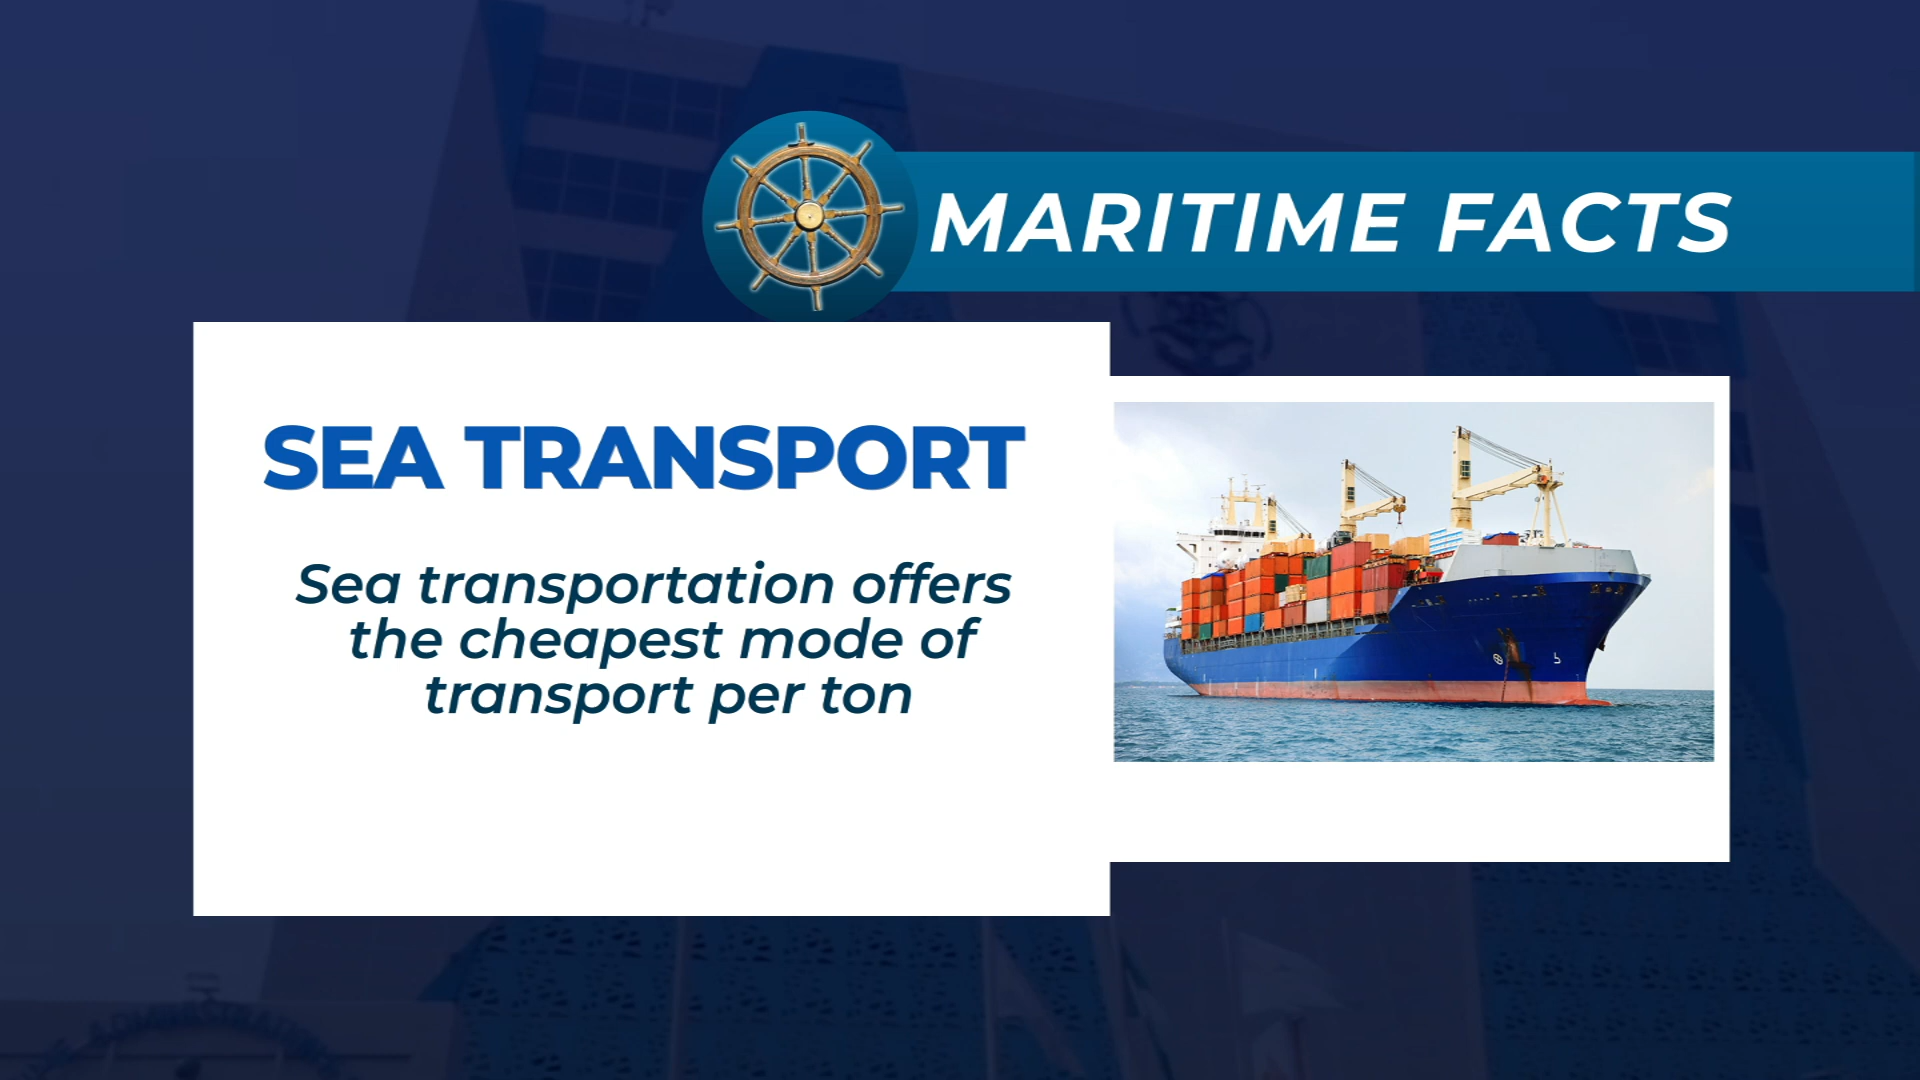 MARITIME FACTS
SEA TRANSPORT
Sea transportation offers
the cheapest mode of
transport per ton